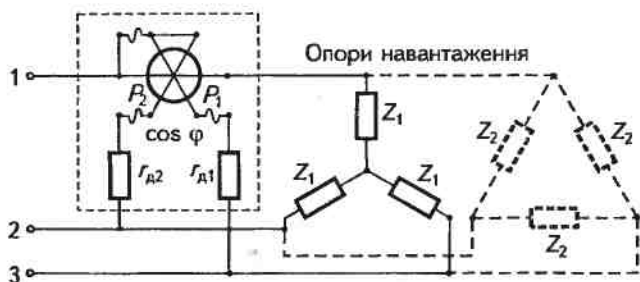 Опори навантаження
1
P₂
P₁
cos φ
rд2
rд1
Z₁
Z₁
Z₁
Z₂
Z₂
Z₂
2
3